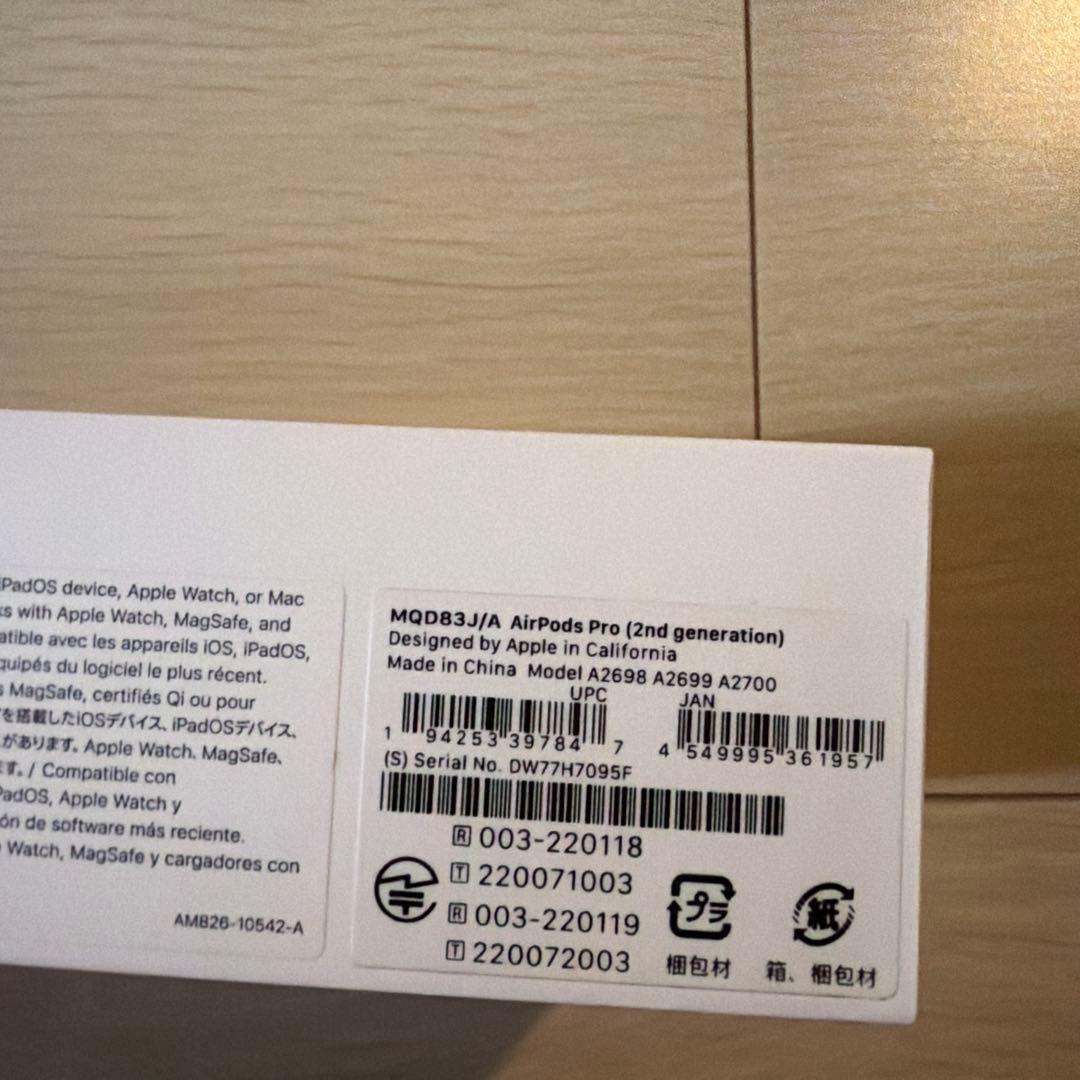 iPadOS device, Apple Watch, or Mac
ks with Apple Watch, MagSafe, and
atible avec les appareils iOS, iPadOS,
quipés du logiciel le plus récent.
s MagSafe, certifiés Qi ou pour
を搭載したiOSデバイス、iPadOSデバイス、
があります。Apple Watch、MagSafe、
ます。/ Compatible con
PadOS, Apple Watch y
ón de software más reciente.
Watch, MagSafe y cargadores con
AM826-10542-A
MQD83J/A AirPods Pro (2nd generation)
Designed by Apple in California
Made in China Model A2698 A2699 A2700
UPC
1 94253 39784 7
JAN
4 549995 361957
(S) Serial No. DW77H7095F
R 003-220118
T 220071003
R 003-220119
T 220072003
プラ
梱包材
紙
箱、梱包材